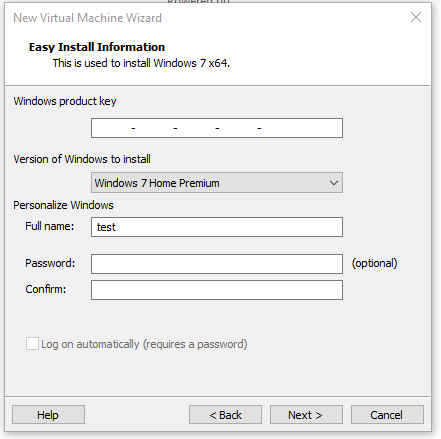 New Virtual Machine Wizard
Easy Install Information
This is used to install Windows 7 x64.
Windows product key
- - - -
Version of Windows to install
Windows 7 Home Premium
Personalize Windows
Full name: test
Password: (optional)
Confirm:
Log on automatically (requires a password)
Help < Back Next > Cancel